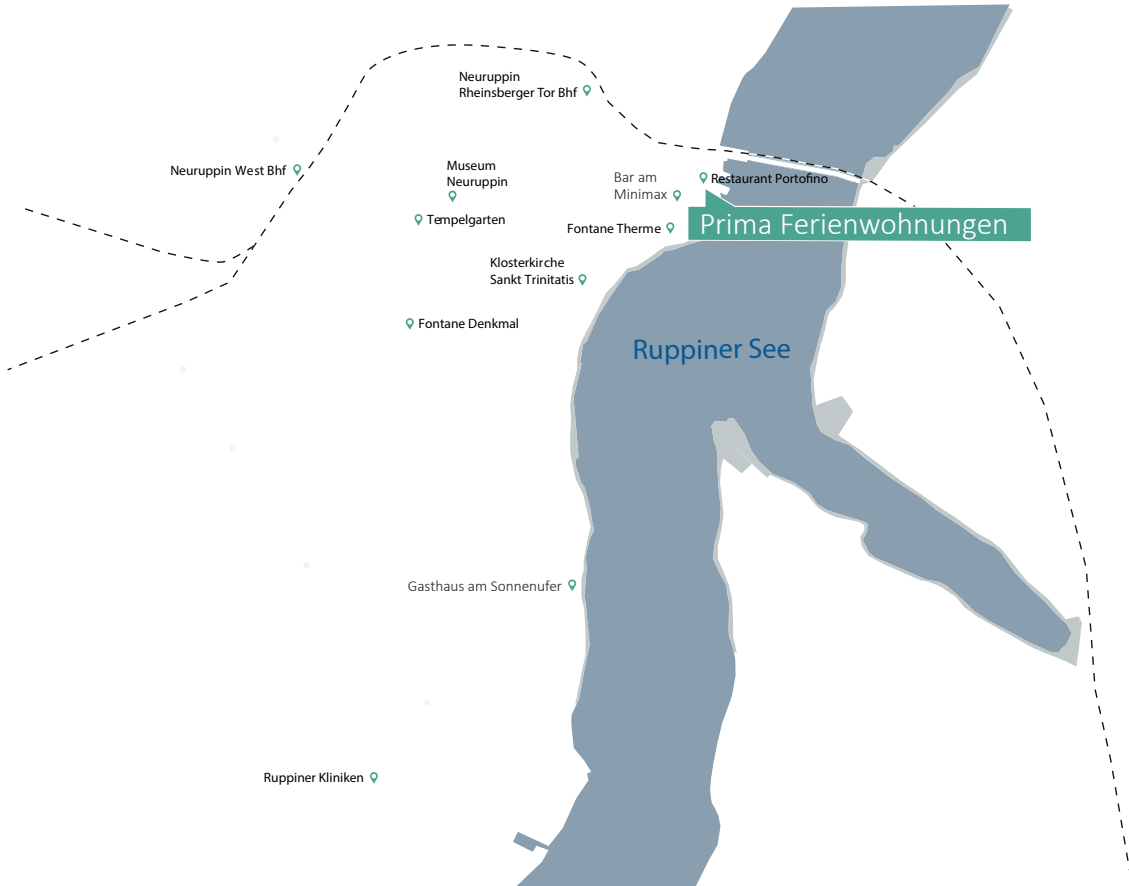 Neuruppin
Rheinsberger Tor Bhf
Neuruppin West Bhf
Museum
Neuruppin
Bar am
Minimax
Restaurant Portofino
Tempelgarten
Fontane Therme
Prima Ferienwohnungen
Klosterkirche
Sankt Trinitatis
Fontane Denkmal
Ruppiner See
Gasthaus am Sonnenufer
Ruppiner Kliniken